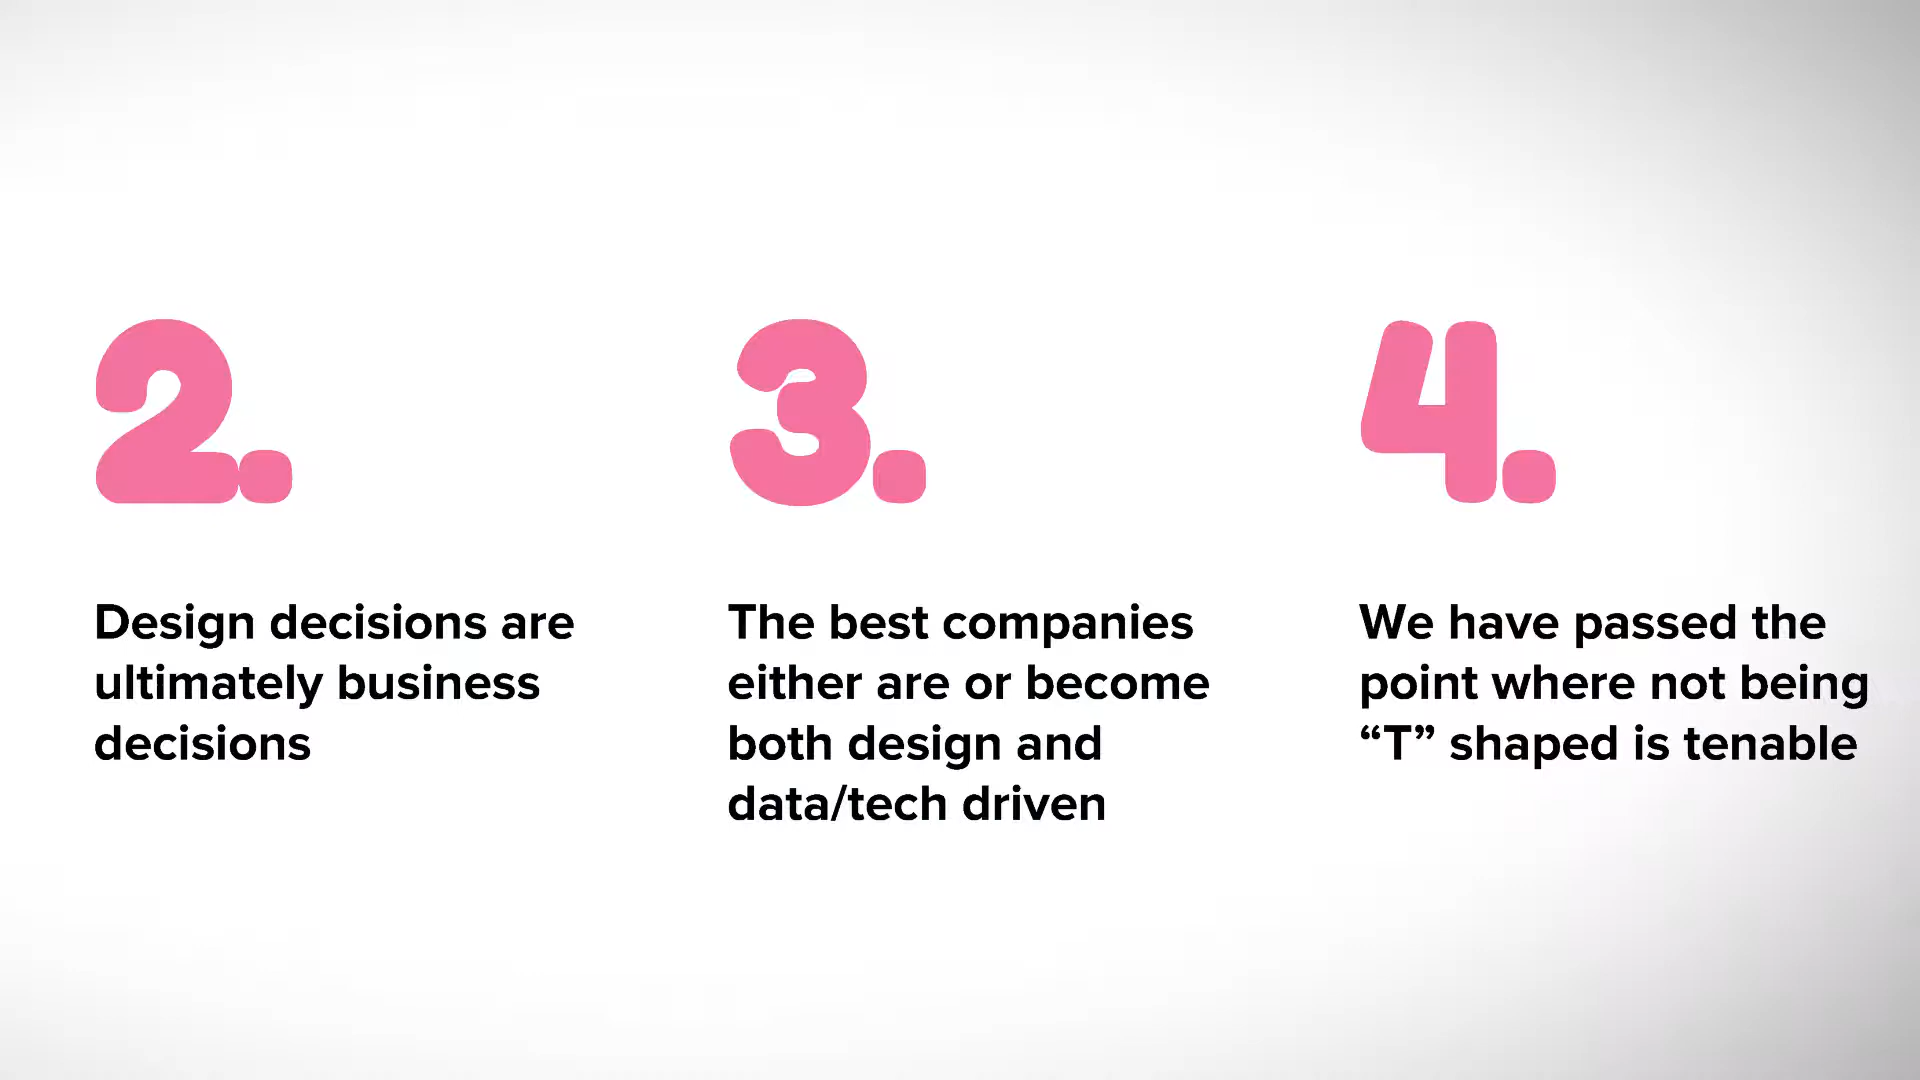 2.
Design decisions are
ultimately business
decisions
3.
The best companies
either are or become
both design and
data/tech driven
4.
We have passed the
point where not being
“T” shaped is tenable